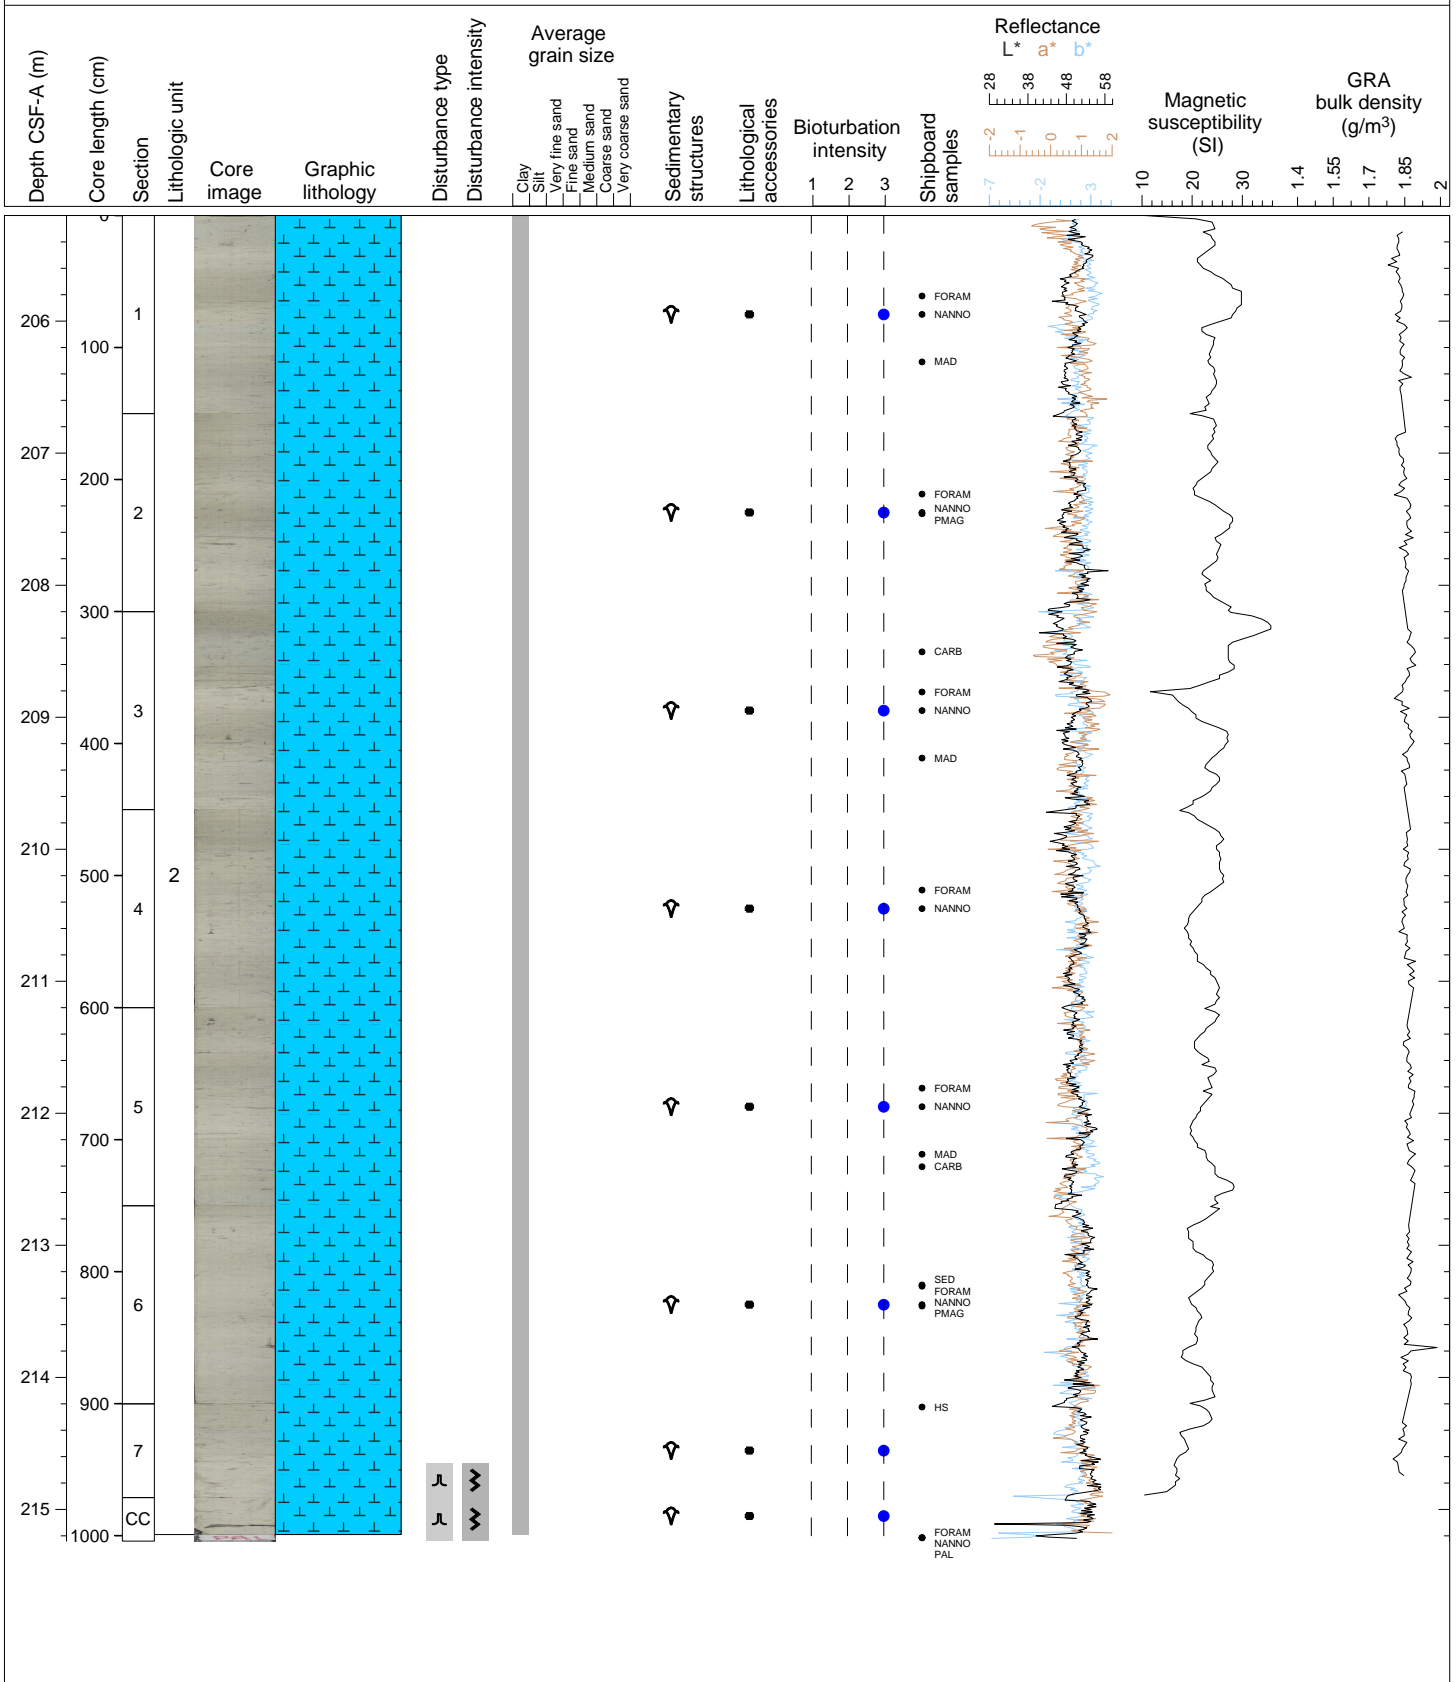 Depth CSF-A (m)
Core length (cm)
Section
Lithologic unit
Core
image
Graphic
lithology
Disturbance type
Disturbance intensity
Average
grain size
Clay
Silt
Very fine sand
Fine sand
Medium sand
Coarse sand
Very coarse sand
Sedimentary
structures
Lithological
accessories
Bioturbation
intensity
1 2 3
Shipboard
samples
Reflectance
L* a* b*
28 38 48 58
-2 -1 0 1 2
-7 -2 3
Magnetic
susceptibility
(SI)
10 20 30
GRA
bulk density
(g/m³)
1.4 1.55 1.7 1.85 2
0
FORAM
206
1
NANNO
100
MAD
207
200
FORAM
2
NANNO
PMAG
208
300
CARB
FORAM
209
3
NANNO
400
MAD
210
500
2
FORAM
4
NANNO
211
600
FORAM
212
5
NANNO
700
MAD
CARB
213
800
SED
FORAM
6
NANNO
PMAG
214
900
HS
7
215
CC
1000
PAL
FORAM
NANNO
PAL